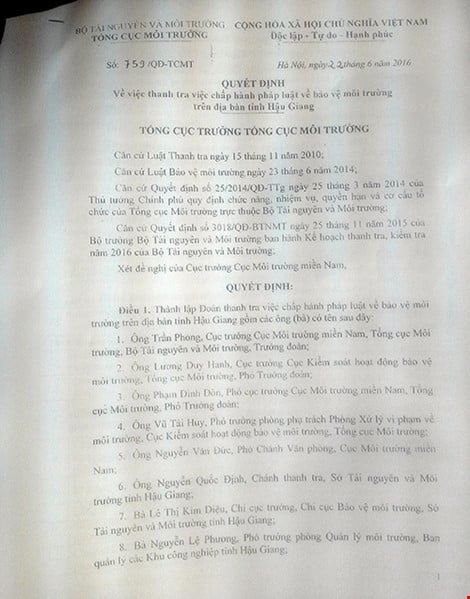 BỘ TÀI NGUYÊN VÀ MÔI TRƯỜNG
TỔNG CỤC MÔI TRƯỜNG
CỘNG HÒA XÃ HỘI CHỦ NGHĨA VIỆT NAM
Độc lập - Tự do - Hạnh phúc
Số: 759/QĐ-TCMT
Hà Nội, ngày 22 tháng 6 năm 2016
QUYẾT ĐỊNH
Về việc thanh tra việc chấp hành pháp luật về bảo vệ môi trường
trên địa bàn tỉnh Hậu Giang
TỔNG CỤC TRƯỞNG TỔNG CỤC MÔI TRƯỜNG
Căn cứ Luật Thanh tra ngày 15 tháng 11 năm 2010;
Căn cứ Luật Bảo vệ môi trường ngày 23 tháng 6 năm 2014;
Căn cứ Quyết định số 25/2014/QĐ-TTg ngày 25 tháng 3 năm 2014 của
Thủ tướng Chính phủ quy định chức năng, nhiệm vụ, quyền hạn và cơ cấu tổ
chức của Tổng cục Môi trường trực thuộc Bộ Tài nguyên và Môi trường;
Căn cứ Quyết định số 3018/QĐ-BTNMT ngày 25 tháng 11 năm 2015 của
Bộ trưởng Bộ Tài nguyên và Môi trường ban hành Kế hoạch thanh tra, kiểm tra
năm 2016 của Bộ Tài nguyên và Môi trường;
Xét đề nghị của Cục trưởng Cục Môi trường miền Nam,
QUYẾT ĐỊNH:
Điều 1. Thành lập Đoàn thanh tra việc chấp hành pháp luật về bảo vệ môi
trường trên địa bàn tỉnh Hậu Giang gồm các ông (bà) có tên sau đây:
1. Ông Trần Phong, Cục trưởng Cục Môi trường miền Nam, Tổng cục Môi
trường, Bộ Tài nguyên và Môi trường, Trưởng đoàn;
2. Ông Lương Duy Hanh, Cục trưởng Cục Kiểm soát hoạt động bảo vệ
môi trường, Tổng cục Môi trường, Phó Trưởng đoàn;
3. Ông Phạm Đình Đôn, Phó cục trưởng Cục Môi trường miền Nam, Tổng
cục Môi trường, Phó Trưởng đoàn;
4. Ông Vũ Tài Huy, Phó trưởng phòng phụ trách Phòng Xử lý vi phạm về
môi trường, Cục Kiểm soát hoạt động bảo vệ môi trường, Tổng cục Môi trường;
5. Ông Nguyễn Văn Đức, Phó Chánh Văn phòng, Cục Môi trường miền
Nam;
6. Ông Nguyễn Quốc Định, Chánh thanh tra, Sở Tài nguyên và Môi
trường tỉnh Hậu Giang;
7. Bà Lê Thị Kim Diệu, Chi cục trưởng, Chi cục Bảo vệ môi trường, Sở
Tài nguyên và Môi trường tỉnh Hậu Giang;
8. Bà Nguyễn Lệ Phương, Phó trưởng phòng Quản lý môi trường, Ban
quản lý các Khu công nghiệp tỉnh Hậu Giang;
1